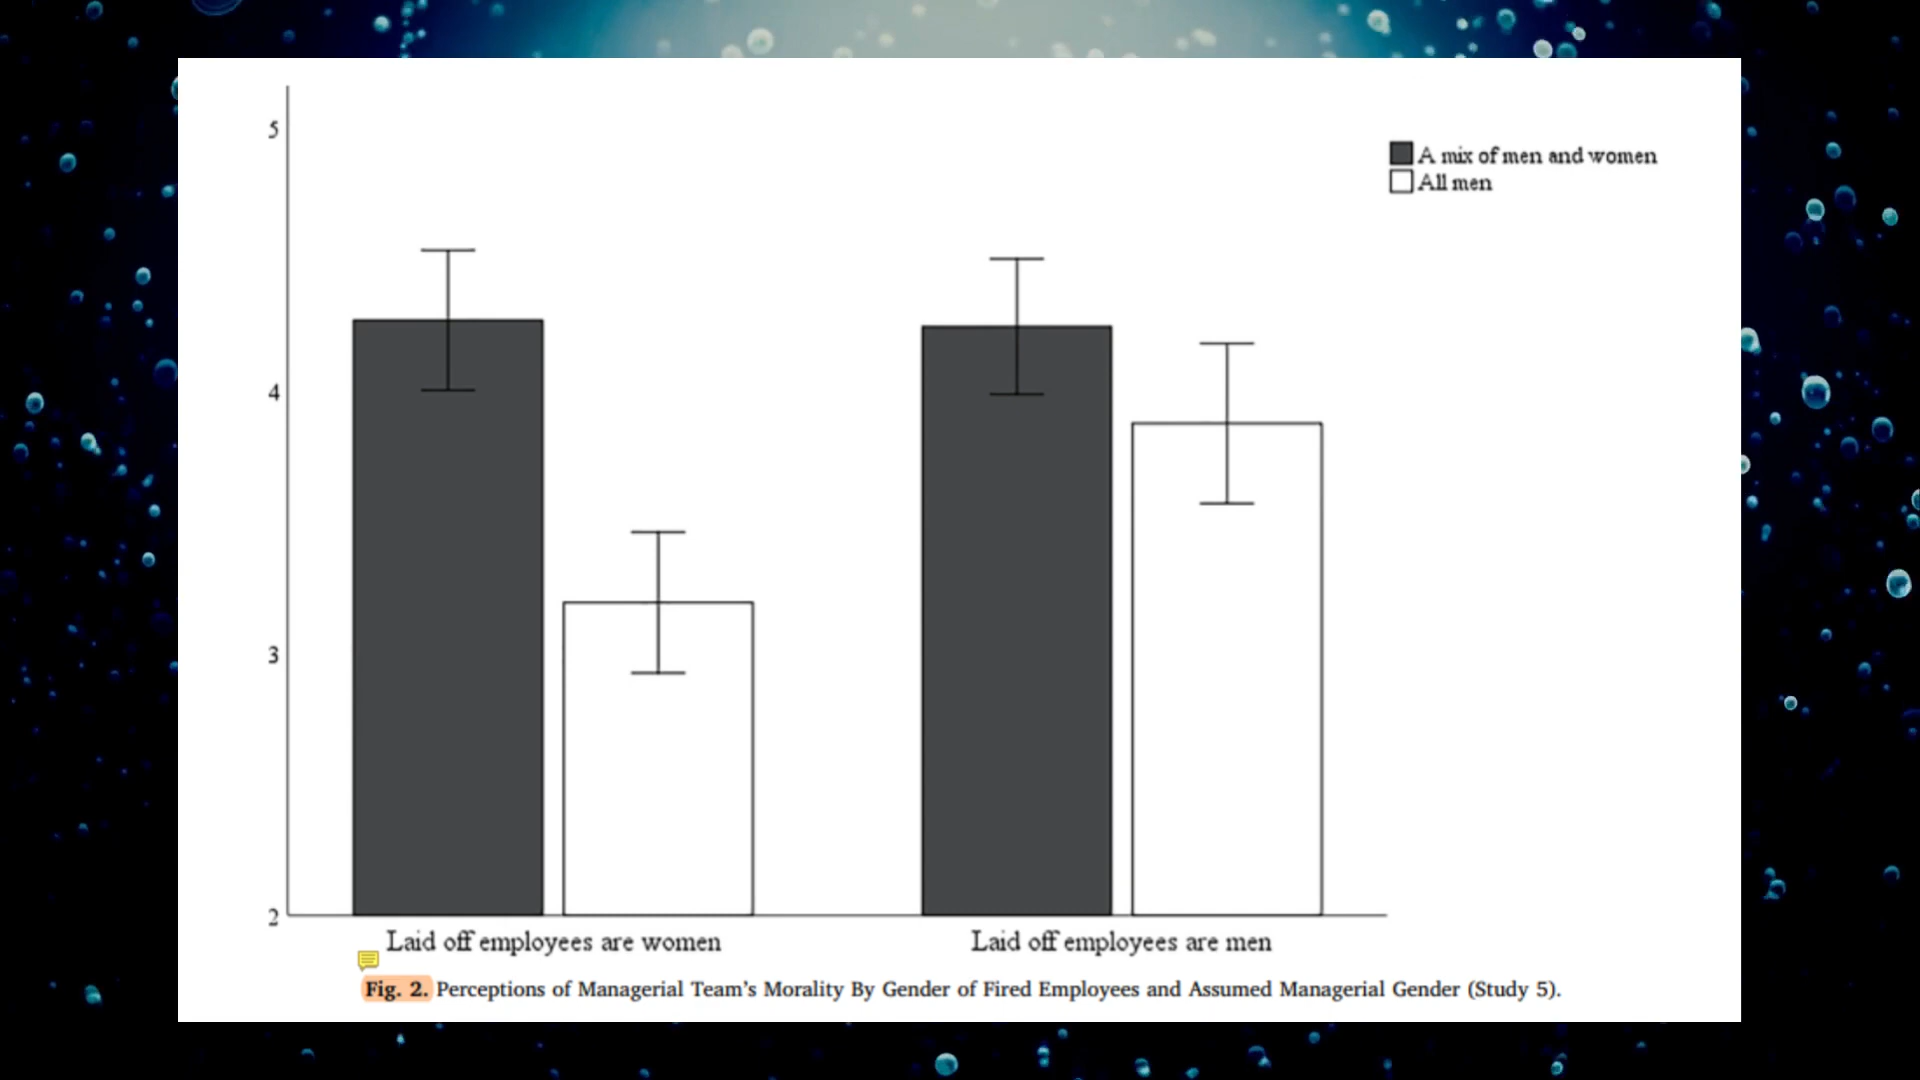 5
4
3
2
A mix of men and women
All men
Laid off employees are women
Laid off employees are men
Fig. 2. Perceptions of Managerial Team's Morality By Gender of Fired Employees and Assumed Managerial Gender (Study 5).